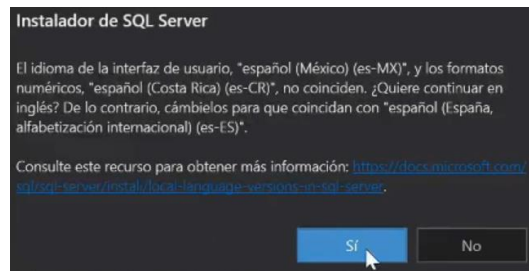 Instalador de SQL Server
El idioma de la interfaz de usuario, "español (México) (es-MX)", y los formatos
numéricos, "español (Costa Rica) (es-CR)", no coinciden. ¿Quiere continuar en
inglés? De lo contrario, cámbielos para que coincidan con "español (España,
alfabetización internacional) (es-ES)".
Consulte este recurso para obtener más información: https://docs.microsoft.com/
sql/sql-server/install/local-language-versions-in-sql-server.
Sí
No